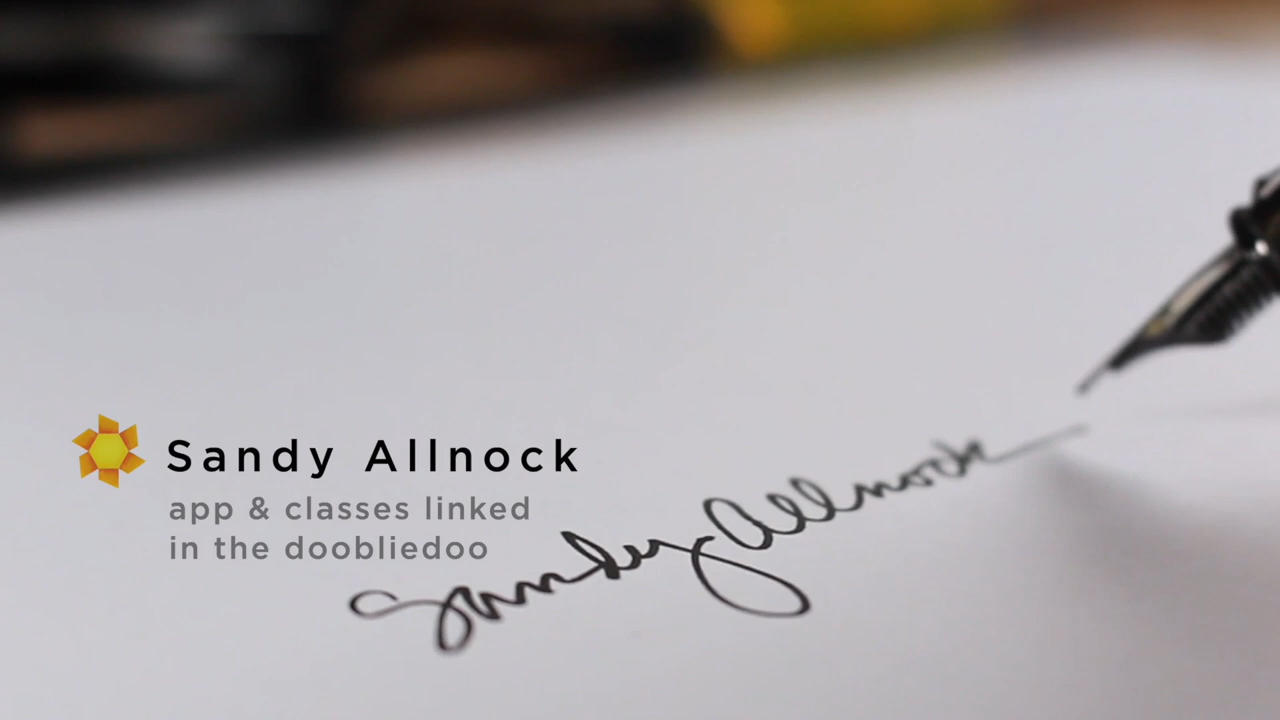 Sandy Allnock
app & classes linked
in the doobliedoo
Sandy Allnock